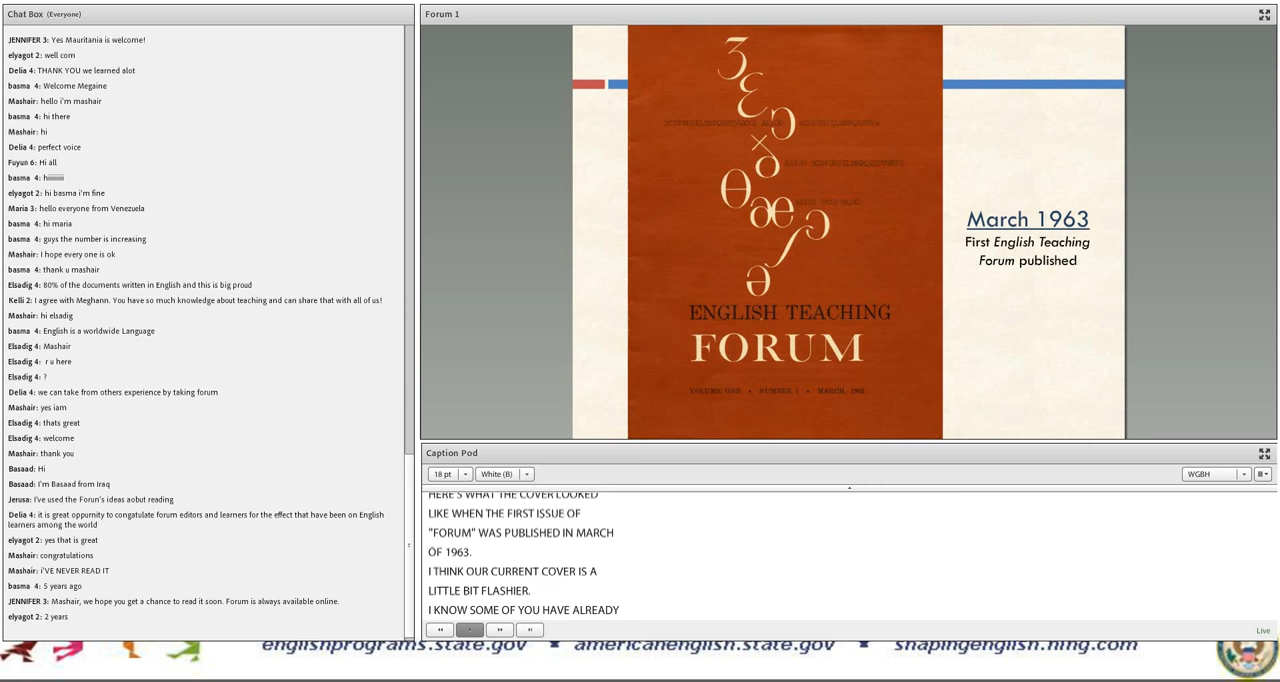 Chat Box (Everyone)
JENNIFER 3: Yes Mauritania is welcome!
elyagot 2: well com
Delia 4: THANK YOU we learned alot
basma 4: Welcome Megaine
Mashair: hello i'm mashair
basma 4: hi there
Mashair: hi
Delia 4: perfect voice
Fuyun 6: Hi all
basma 4: hiiiiiiiii
elyagot 2: hi basma i'm fine
Maria 3: hello everyone from Venezuela
basma 4: hi maria
basma 4: guys the number is increasing
Mashair: I hope every one is ok
basma 4: thank u mashair
Elsadig 4: 80% of the documents written in English and this is big proud
Kelli 2: I agree with Meghann. You have so much knowledge about teaching and can share that with all of us!
Mashair: hi elsadig
basma 4: English is a worldwide Language
Elsadig 4: Mashair
Elsadig 4: r u here
Elsadig 4: ?
Delia 4: we can take from others experience by taking forum
Mashair: yes iam
Elsadig 4: thats great
Elsadig 4: welcome
Mashair: thank you
Basaad: Hi
Basaad: I'm Basaad from Iraq
Jerusa: I've used the Forun's ideas aobut reading
Delia 4: it is great oppurnity to congatulate forum editors and learners for the effect that have been on English
learners among the world
elyagot 2: yes that is great
Mashair: congratulations
Mashair: i'VE NEVER READ IT
basma 4: 5 years ago
JENNIFER 3: Mashair, we hope you get a chance to read it soon. Forum is always available online.
elyagot 2: 2 years
Forum 1
ENGLISH TEACHING
FORUM
VOLUME ONE • NUMBER 1 • MARCH, 1963
March 1963
First English Teaching
Forum published
Caption Pod
18 pt
White (B)
WGBH
HERE'S WHAT THE COVER LOOKED
LIKE WHEN THE FIRST ISSUE OF
"FORUM" WAS PUBLISHED IN MARCH
OF 1963.
I THINK OUR CURRENT COVER IS A
LITTLE BIT FLASHIER.
I KNOW SOME OF YOU HAVE ALREADY
Live
englishprograms.state.gov americanenglish.state.gov shapingenglish.ning.com